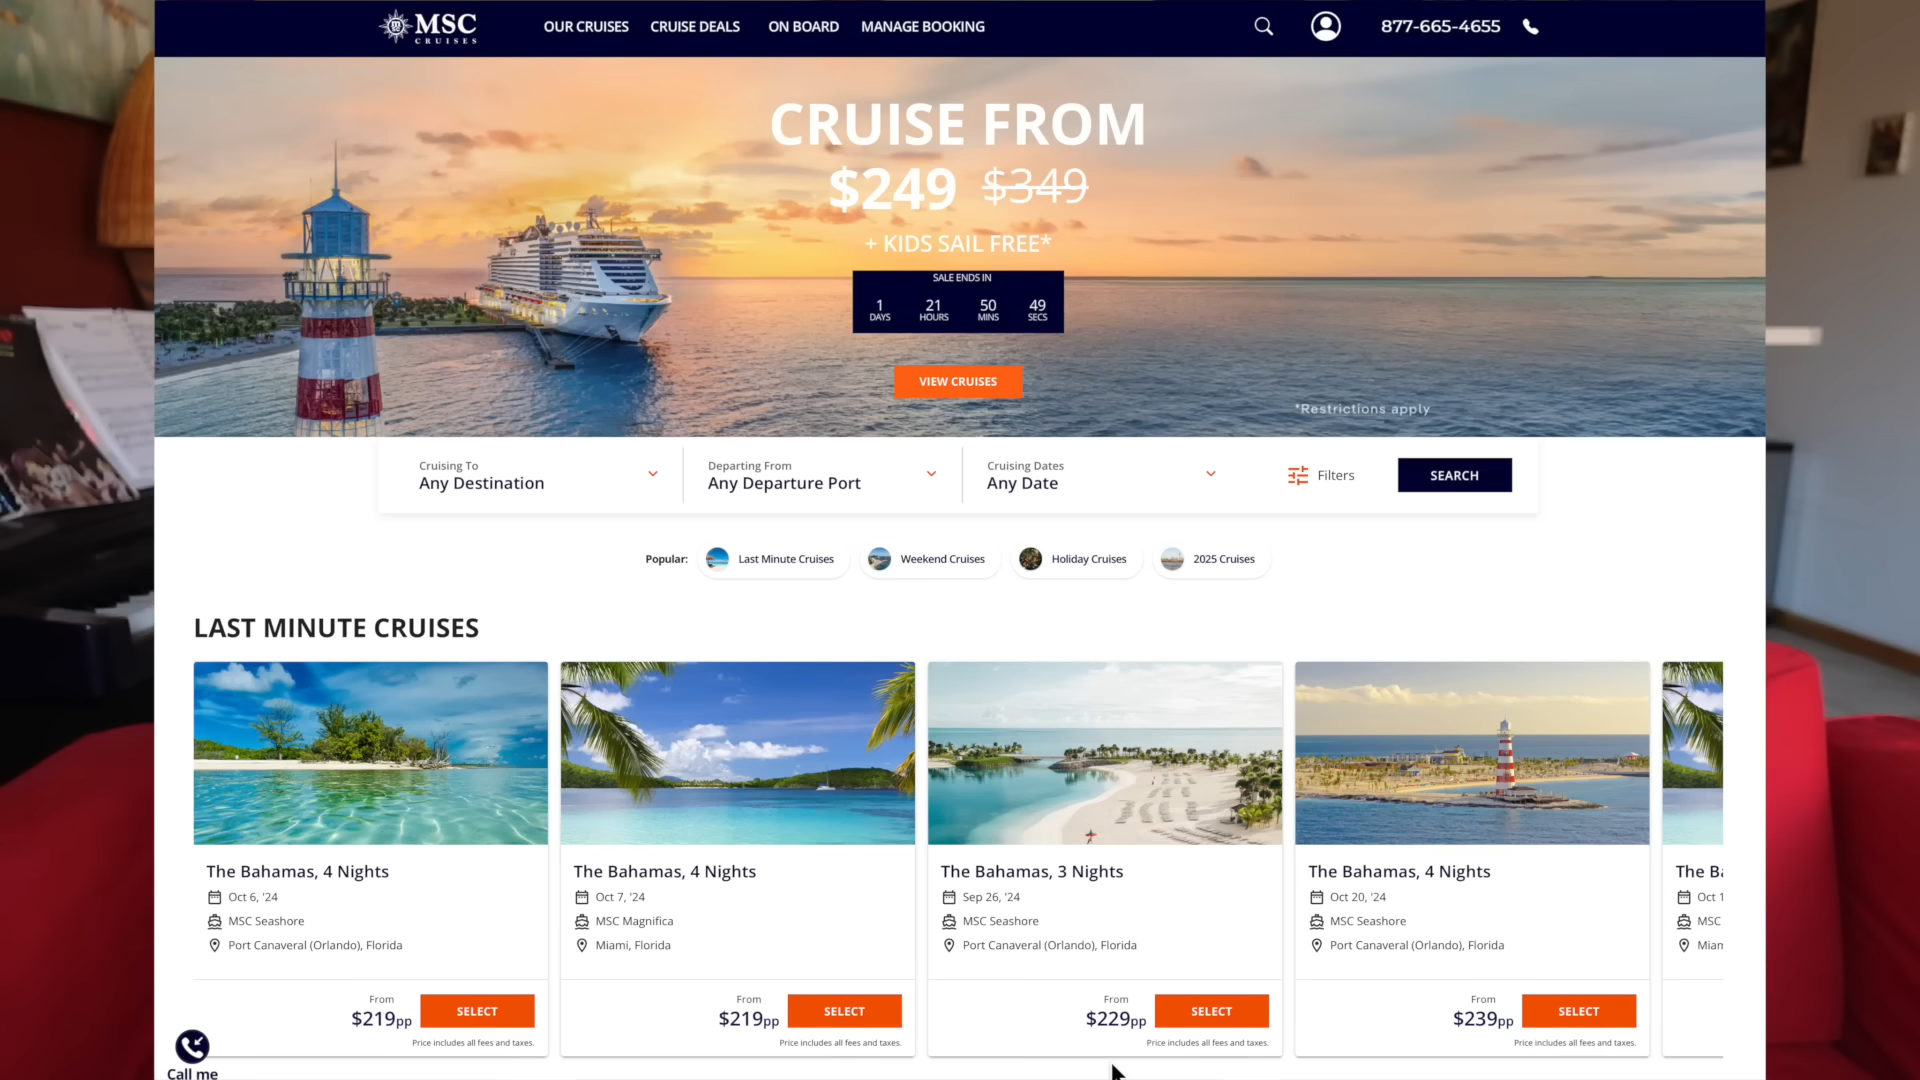 MSC
CRUISES
OUR CRUISES
CRUISE DEALS
ON BOARD
MANAGE BOOKING
877-665-4655
CRUISE FROM
$249 $349
+ KIDS SAIL FREE*
SALE ENDS IN
1 21 50 49
DAYS HOURS MINS SECS
VIEW CRUISES
*Restrictions apply
Cruising To
Any Destination
Departing From
Any Departure Port
Cruising Dates
Any Date
Filters
SEARCH
Popular:
Last Minute Cruises
Weekend Cruises
Holiday Cruises
2025 Cruises
LAST MINUTE CRUISES
The Bahamas, 4 Nights
Oct 6, '24
MSC Seashore
Port Canaveral (Orlando), Florida
From
$219pp
SELECT
Price includes all fees and taxes.
The Bahamas, 4 Nights
Oct 7, '24
MSC Magnifica
Miami, Florida
From
$219pp
SELECT
Price includes all fees and taxes.
The Bahamas, 3 Nights
Sep 26, '24
MSC Seashore
Port Canaveral (Orlando), Florida
From
$229pp
SELECT
Price includes all fees and taxes.
The Bahamas, 4 Nights
Oct 20, '24
MSC Seashore
Port Canaveral (Orlando), Florida
From
$239pp
SELECT
Price includes all fees and taxes.
The Ba
Oct 1
MSC
Miam
Call me